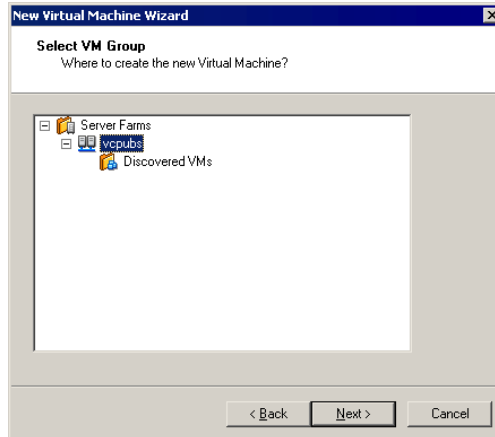 New Virtual Machine Wizard
Select VM Group
Where to create the new Virtual Machine?
Server Farms
vcpubs
Discovered VMs
< Back Next > Cancel